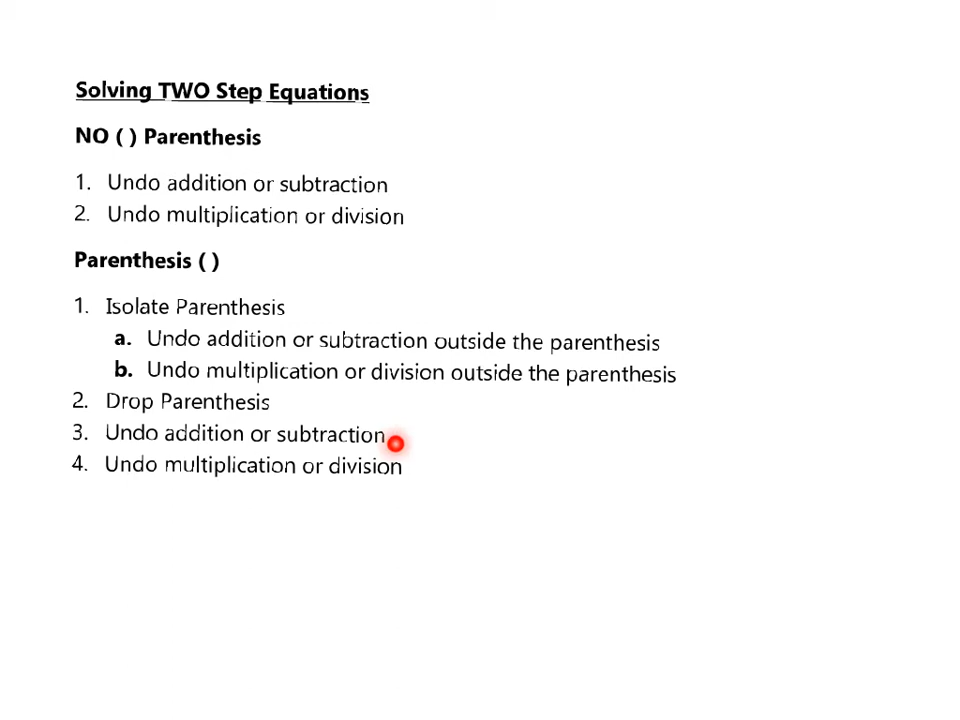 Solving TWO Step Equations
NO ( ) Parenthesis
1. Undo addition or subtraction
2. Undo multiplication or division
Parenthesis ( )
1. Isolate Parenthesis
a. Undo addition or subtraction outside the parenthesis
b. Undo multiplication or division outside the parenthesis
2. Drop Parenthesis
3. Undo addition or subtraction
4. Undo multiplication or division